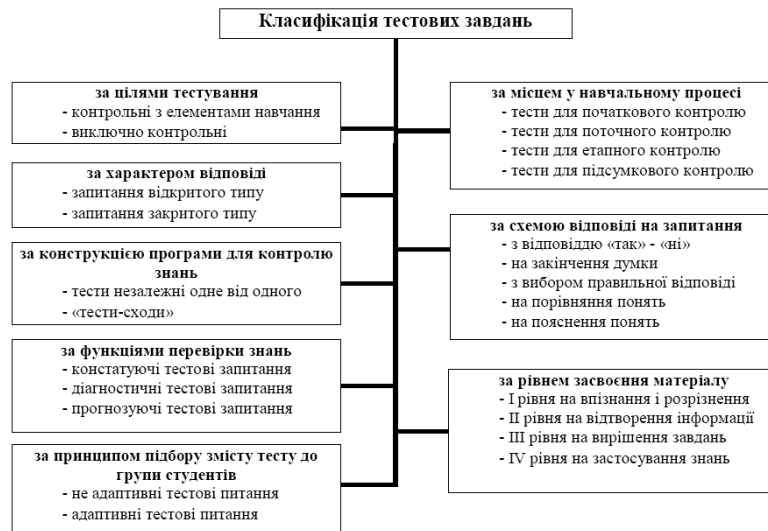 Класифікація тестових завдань
за цілями тестування
- контрольні з елементами навчання
- виключно контрольні
за характером відповіді
- запитання відкритого типу
- запитання закритого типу
за конструкцією програми для контролю
знань
- тести незалежні одне від одного
- «тести-сходи»
за функціями перевірки знань
- констатуючі тестові запитання
- діагностичні тестові запитання
- прогнозуючі тестові запитання
за принципом підбору змісту тесту до
групи студентів
- не адаптивні тестові питання
- адаптивні тестові питання
за місцем у навчальному процесі
- тести для початкового контролю
- тести для поточного контролю
- тести для етапного контролю
- тести для підсумкового контролю
за схемою відповіді на запитання
- з відповіддю «так» - «ні»
- на закінчення думки
- з вибором правильної відповіді
- на порівняння понять
- на пояснення понять
за рівнем засвоєння матеріалу
- І рівня на впізнання і розрізнення
- ІІ рівня на відтворення інформації
- ІІІ рівня на вирішення завдань
- IV рівня на застосування знань